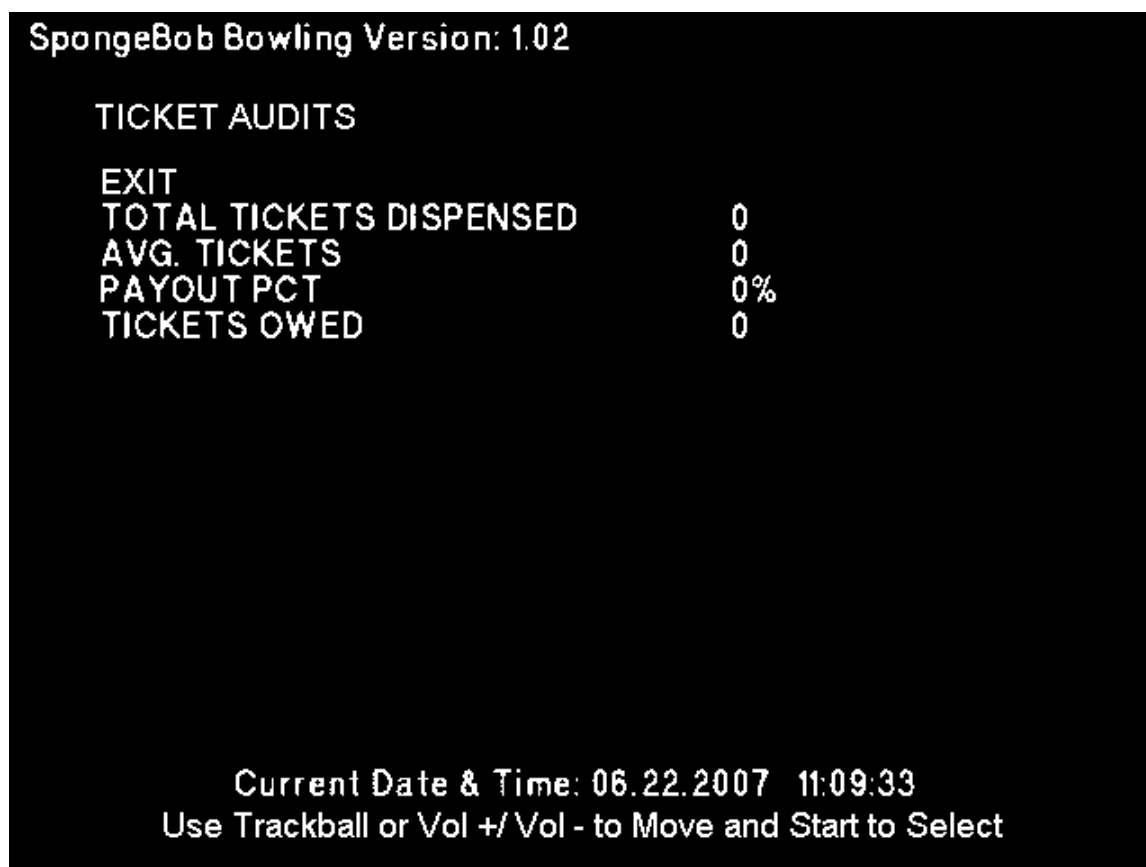 SpongeBob Bowling Version: 1.02
TICKET AUDITS
EXIT
TOTAL TICKETS DISPENSED 0
AVG. TICKETS 0
PAYOUT PCT 0%
TICKETS OWED 0
Current Date & Time: 06.22.2007 11:09:33
Use Trackball or Vol +/ Vol - to Move and Start to Select